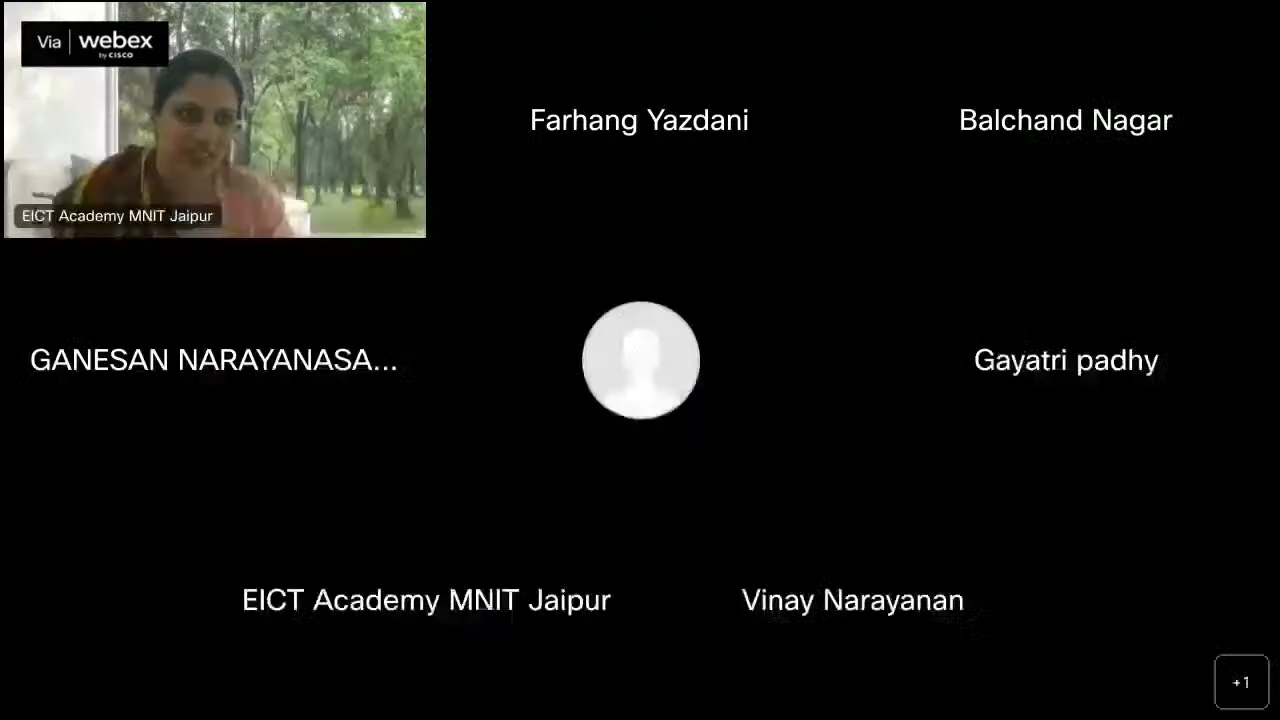 Via | webex
by CISCO
EICT Academy MNIT Jaipur
Farhang Yazdani
Balchand Nagar
GANESAN NARAYANASA...
Gayatri padhy
EICT Academy MNIT Jaipur
Vinay Narayanan
+1